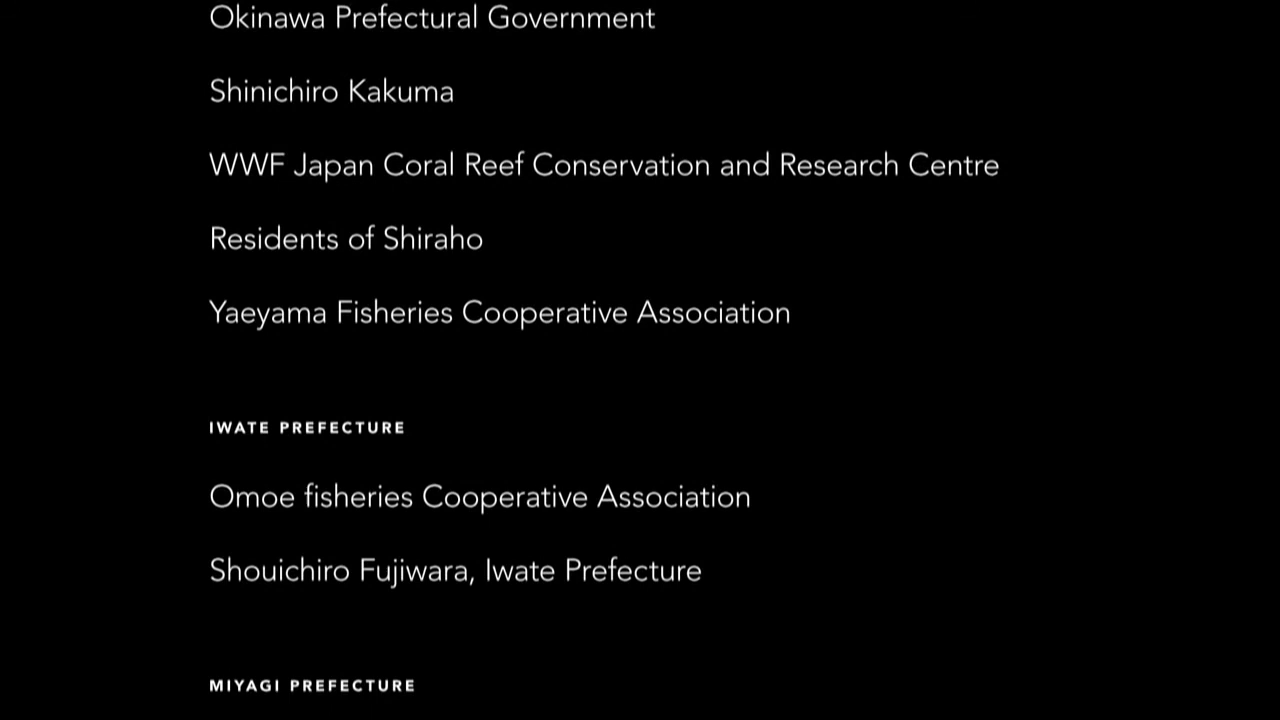 Okinawa Prefectural Government
Shinichiro Kakuma
WWF Japan Coral Reef Conservation and Research Centre
Residents of Shiraho
Yaeyama Fisheries Cooperative Association
IWATE PREFECTURE
Omoe fisheries Cooperative Association
Shouichiro Fujiwara, Iwate Prefecture
MIYAGI PREFECTURE